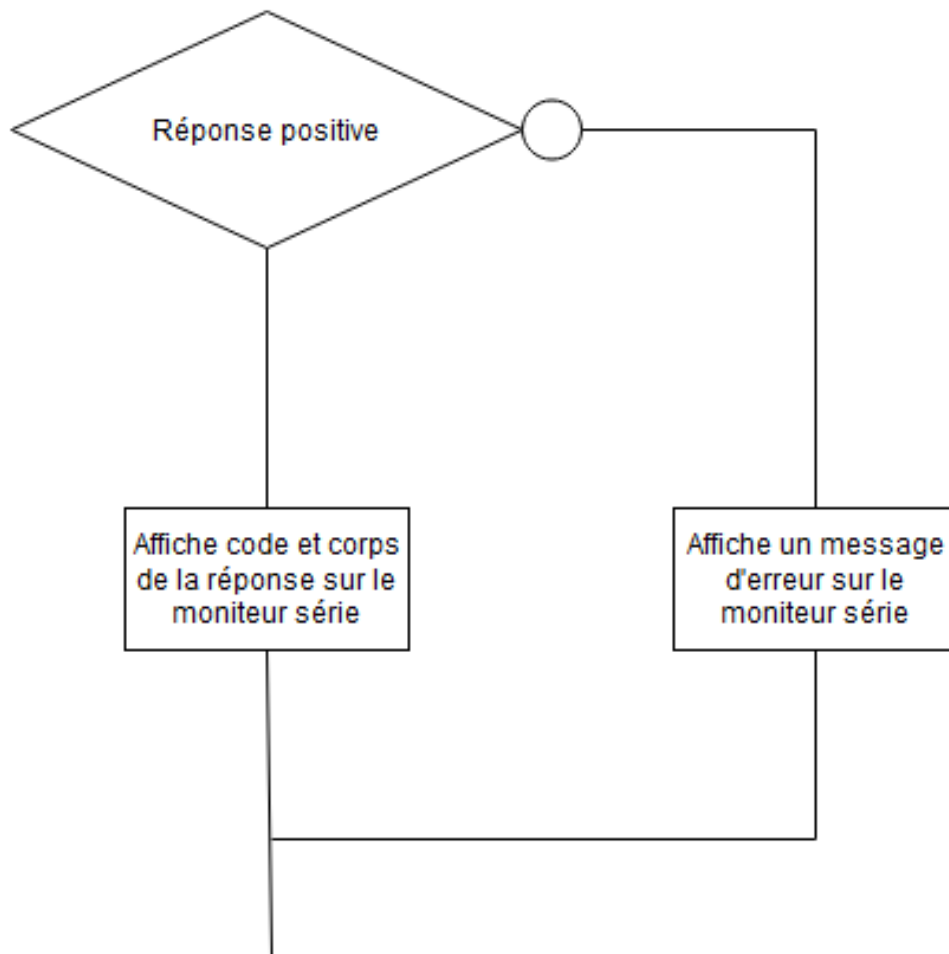 Réponse positive
Affiche code et corps
de la réponse sur le
moniteur série
Affiche un message
d'erreur sur le
moniteur série